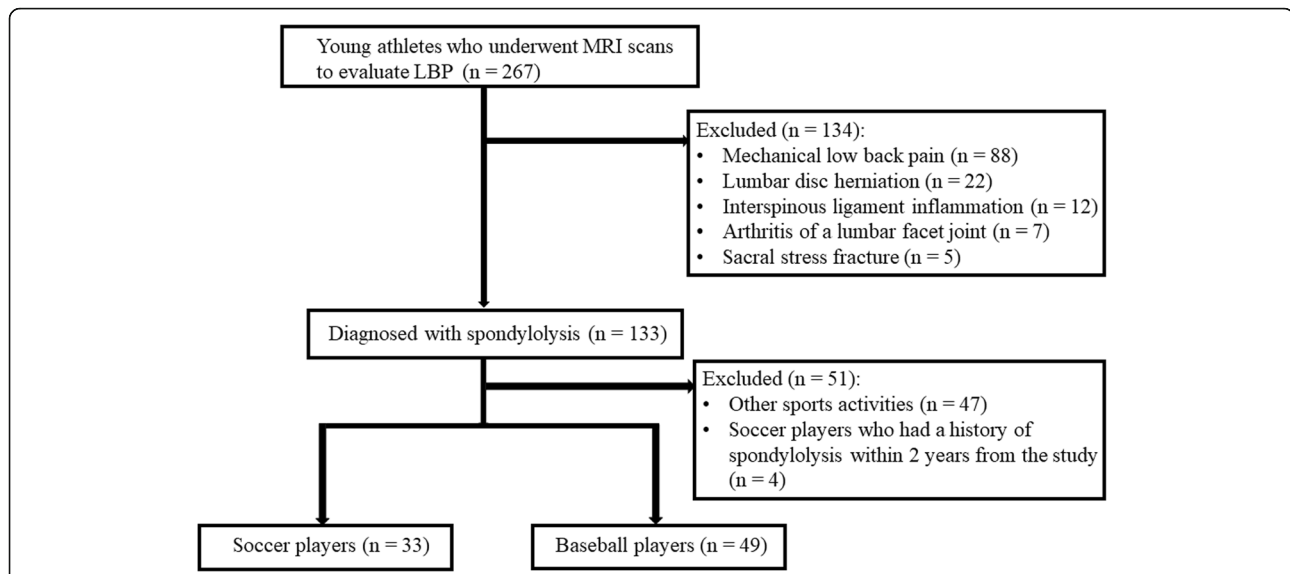 Young athletes who underwent MRI scans
to evaluate LBP (n = 267)
Excluded (n = 134):
• Mechanical low back pain (n = 88)
• Lumbar disc herniation (n = 22)
• Interspinous ligament inflammation (n = 12)
• Arthritis of a lumbar facet joint (n = 7)
• Sacral stress fracture (n = 5)
Diagnosed with spondylolysis (n = 133)
Excluded (n = 51):
• Other sports activities (n = 47)
• Soccer players who had a history of
spondylolysis within 2 years from the study
(n = 4)
Soccer players (n = 33)
Baseball players (n = 49)